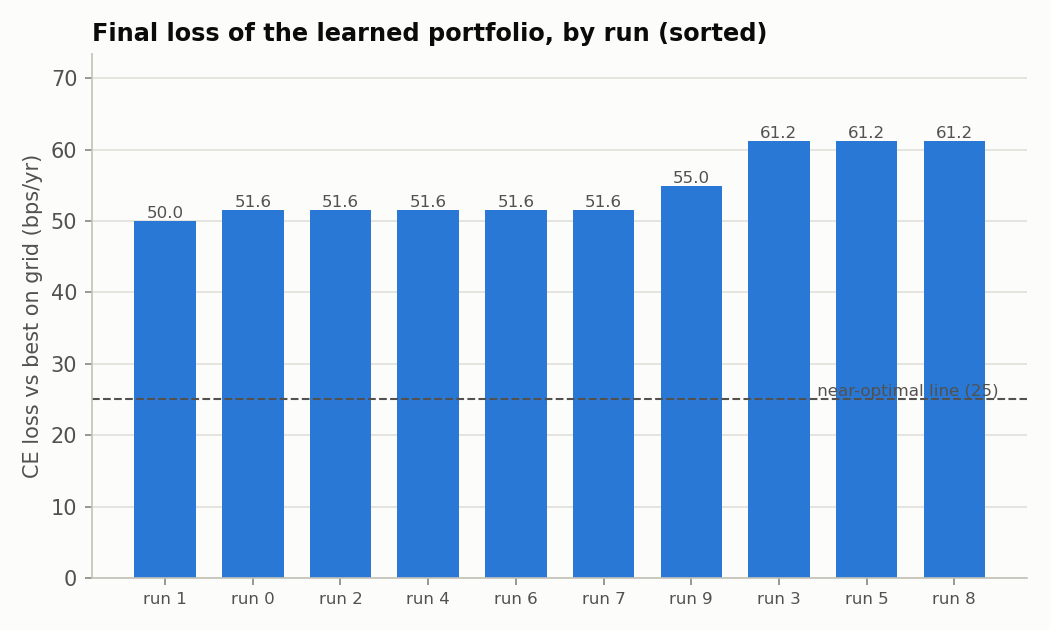 Final loss of the learned portfolio, by run (sorted)
CE loss vs best on grid (bps/yr)
70
60
50
40
30
20
10
0
50.0
51.6
51.6
51.6
51.6
51.6
55.0
61.2
61.2
61.2
near-optimal line (25)
run 1
run 0
run 2
run 4
run 6
run 7
run 9
run 3
run 5
run 8